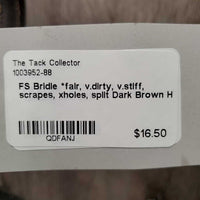 The Tack Collector
1003952-88
FS Bridle *fair, v.dirty, v.stiff,
scrapes, xholes, split Dark Brown H
$16.50
QDFANJ